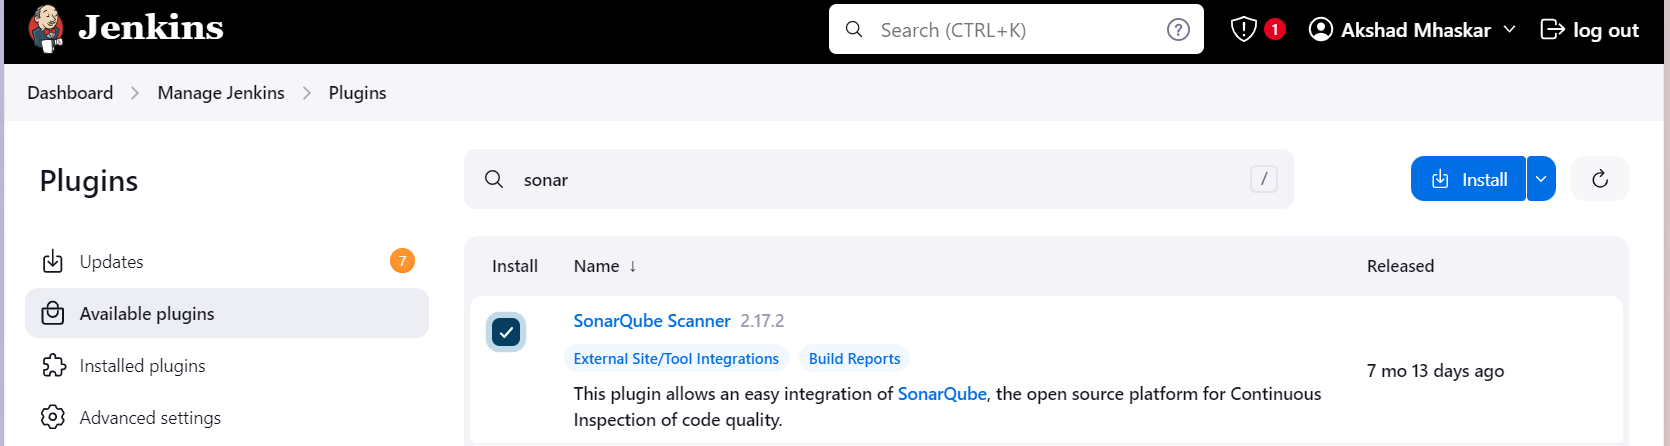 Jenkins
Search (CTRL+K)
?
1
Akshad Mhaskar
log out
Dashboard > Manage Jenkins > Plugins
Plugins
sonar
/
Install
Updates
7
Available plugins
Installed plugins
Advanced settings
Install
Name ↓
Released
SonarQube Scanner 2.17.2
External Site/Tool Integrations
Build Reports
This plugin allows an easy integration of SonarQube, the open source platform for Continuous
Inspection of code quality.
7 mo 13 days ago